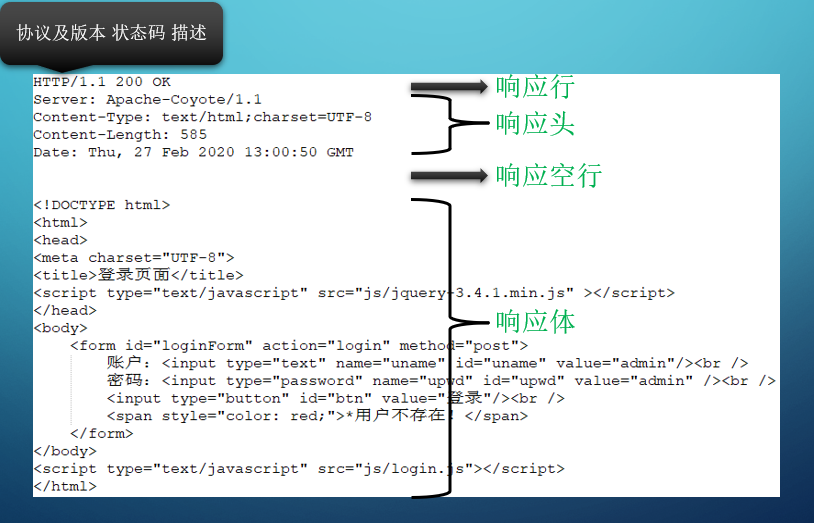 协议及版本 状态码 描述
HTTP/1.1 200 OK
响应行
Server: Apache-Coyote/1.1
Content-Type: text/html;charset=UTF-8
响应头
Content-Length: 585
Date: Thu, 27 Feb 2020 13:00:50 GMT
响应空行
<!DOCTYPE html>
<html>
<head>
<meta charset="UTF-8">
<title>登录页面</title>
<script type="text/javascript" src="js/jquery-3.4.1.min.js" ></script>
</head>
<body>
响应体
<form id="loginForm" action="login" method="post">
账户：<input type="text" name="uname" id="uname" value="admin"/><br />
密码：<input type="password" name="upwd" id="upwd" value="admin" /><br />
<input type="button" id="btn" value="登录"/><br />
<span style="color: red;">*用户不存在！</span>
</form>
</body>
<script type="text/javascript" src="js/login.js"></script>
</html>